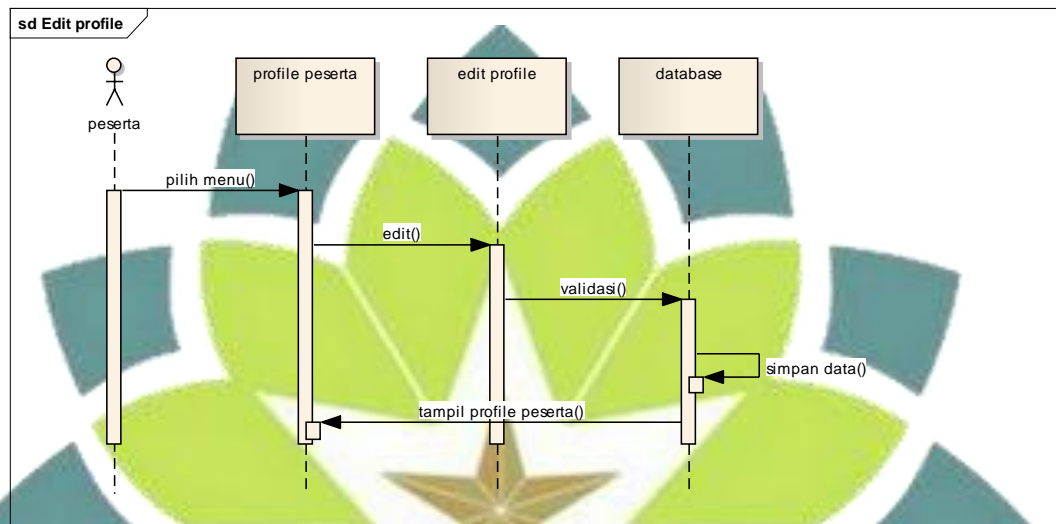 sd Edit profile
peserta
profile peserta
edit profile
database
pilih menu()
edit()
validasi()
simpan data()
tampil profile peserta()